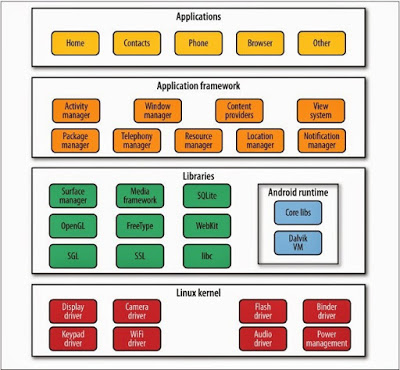 Applications
Home
Contacts
Phone
Browser
Other
Application framework
Activity
manager
Window
manager
Content
providers
View
system
Package
manager
Telephony
manager
Resource
manager
Location
manager
Notification
manager
Libraries
Surface
manager
Media
framework
SQLite
OpenGL
FreeType
WebKit
SGL
SSL
libc
Android runtime
Core libs
Dalvik
VM
Linux kernel
Display
driver
Camera
driver
Flash
driver
Binder
driver
Keypad
driver
WiFi
driver
Audio
driver
Power
management